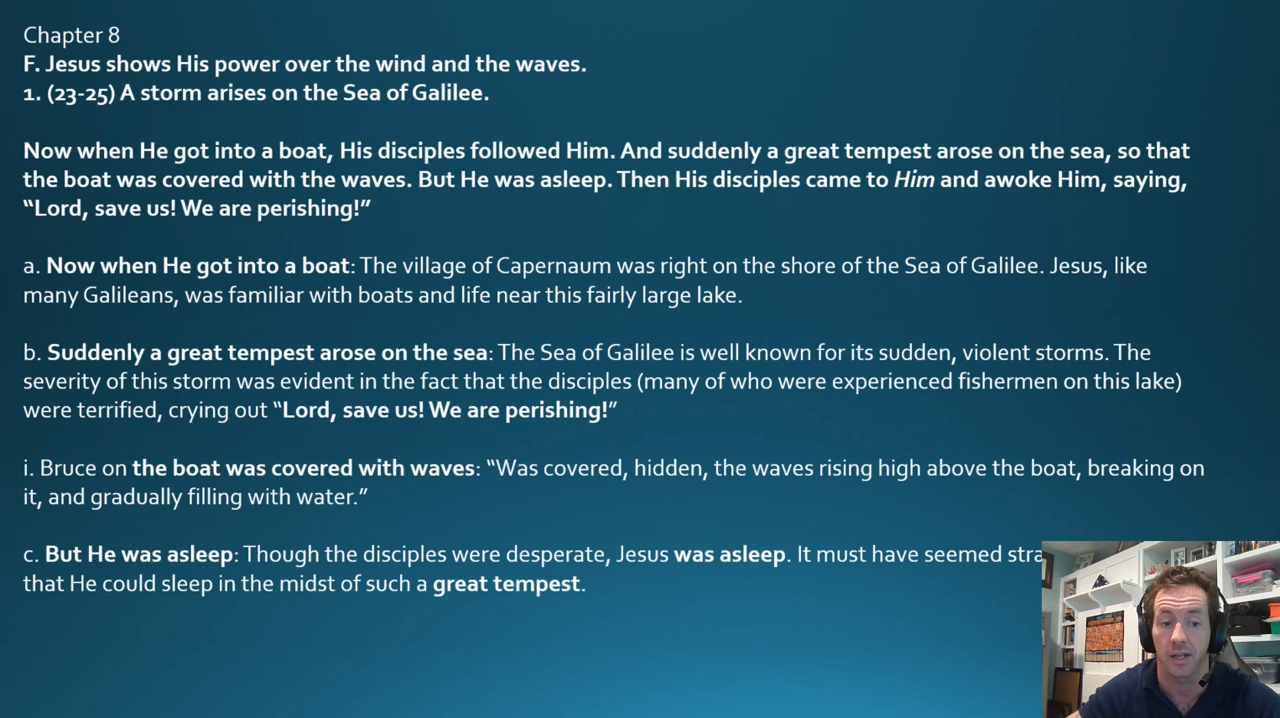 Chapter 8
F. Jesus shows His power over the wind and the waves.
1. (23-25) A storm arises on the Sea of Galilee.
Now when He got into a boat, His disciples followed Him. And suddenly a great tempest arose on the sea, so that
the boat was covered with the waves. But He was asleep. Then His disciples came to Him and awoke Him, saying,
“Lord, save us! We are perishing!”
a. Now when He got into a boat: The village of Capernaum was right on the shore of the Sea of Galilee. Jesus, like
many Galileans, was familiar with boats and life near this fairly large lake.
b. Suddenly a great tempest arose on the sea: The Sea of Galilee is well known for its sudden, violent storms. The
severity of this storm was evident in the fact that the disciples (many of who were experienced fishermen on this lake)
were terrified, crying out “Lord, save us! We are perishing!”
i. Bruce on the boat was covered with waves: “Was covered, hidden, the waves rising high above the boat, breaking on
it, and gradually filling with water.”
c. But He was asleep: Though the disciples were desperate, Jesus was asleep. It must have seemed
that He could sleep in the midst of such a great tempest.